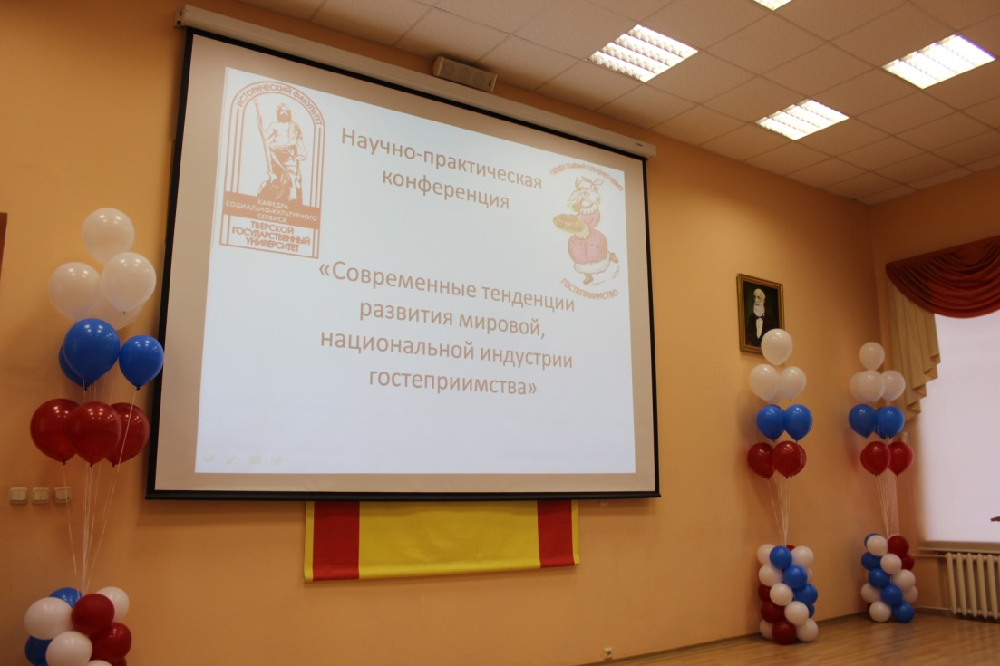 ИСТОРИЧЕСКИЙ ФАКУЛЬТЕТ
КАФЕДРА
СОЦИАЛЬНО-КУЛЬТУРНОГО
СЕРВИСА
ТВЕРСКОЙ
ГОСУДАРСТВЕННЫЙ
УНИВЕРСИТЕТ
Научно-практическая
конференция
ГОСТЕПРИИМСТВО
«Современные тенденции
развития мировой,
национальной индустрии
гостеприимства»